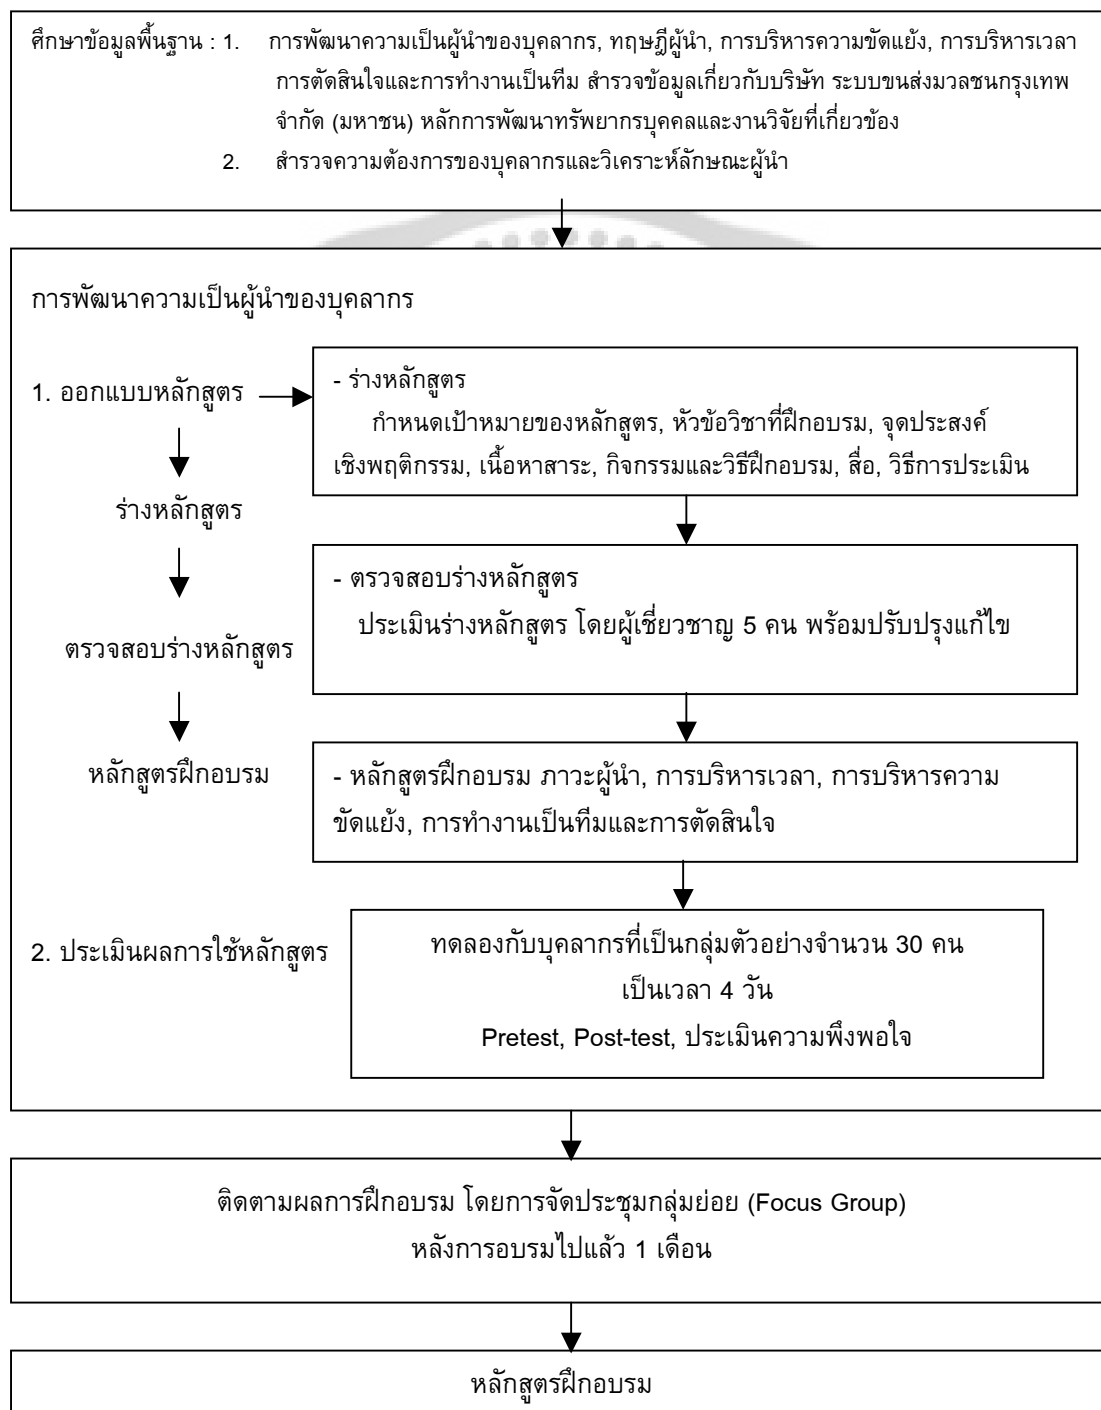 ศึกษาข้อมูลพื้นฐาน : 1. การพัฒนาความเป็นผู้นำของบุคลากร, ทฤษฎีผู้นำ, การบริหารความขัดแย้ง, การบริหารเวลา
การตัดสินใจและการทำงานเป็นทีม สำรวจข้อมูลเกี่ยวกับบริษัท ระบบขนส่งมวลชนกรุงเทพ
จำกัด (มหาชน) หลักการพัฒนาทรัพยากรบุคคลและงานวิจัยที่เกี่ยวข้อง
2. สำรวจความต้องการของบุคลากรและวิเคราะห์ลักษณะผู้นำ
การพัฒนาความเป็นผู้นำของบุคลากร
1. ออกแบบหลักสูตร
ร่างหลักสูตร
ตรวจสอบร่างหลักสูตร
หลักสูตรฝึกอบรม
- ร่างหลักสูตร
กำหนดเป้าหมายของหลักสูตร, หัวข้อวิชาที่ฝึกอบรม, จุดประสงค์
เชิงพฤติกรรม, เนื้อหาสาระ, กิจกรรมและวิธีฝึกอบรม, สื่อ, วิธีการประเมิน
- ตรวจสอบร่างหลักสูตร
ประเมินร่างหลักสูตร โดยผู้เชี่ยวชาญ 5 คน พร้อมปรับปรุงแก้ไข
- หลักสูตรฝึกอบรม ภาวะผู้นำ, การบริหารเวลา, การบริหารความ
ขัดแย้ง, การทำงานเป็นทีมและการตัดสินใจ
2. ประเมินผลการใช้หลักสูตร
ทดลองกับบุคลากรที่เป็นกลุ่มตัวอย่างจำนวน 30 คน
เป็นเวลา 4 วัน
Pretest, Post-test, ประเมินความพึงพอใจ
ติดตามผลการฝึกอบรม โดยการจัดประชุมกลุ่มย่อย (Focus Group)
หลังการอบรมไปแล้ว 1 เดือน
หลักสูตรฝึกอบรม